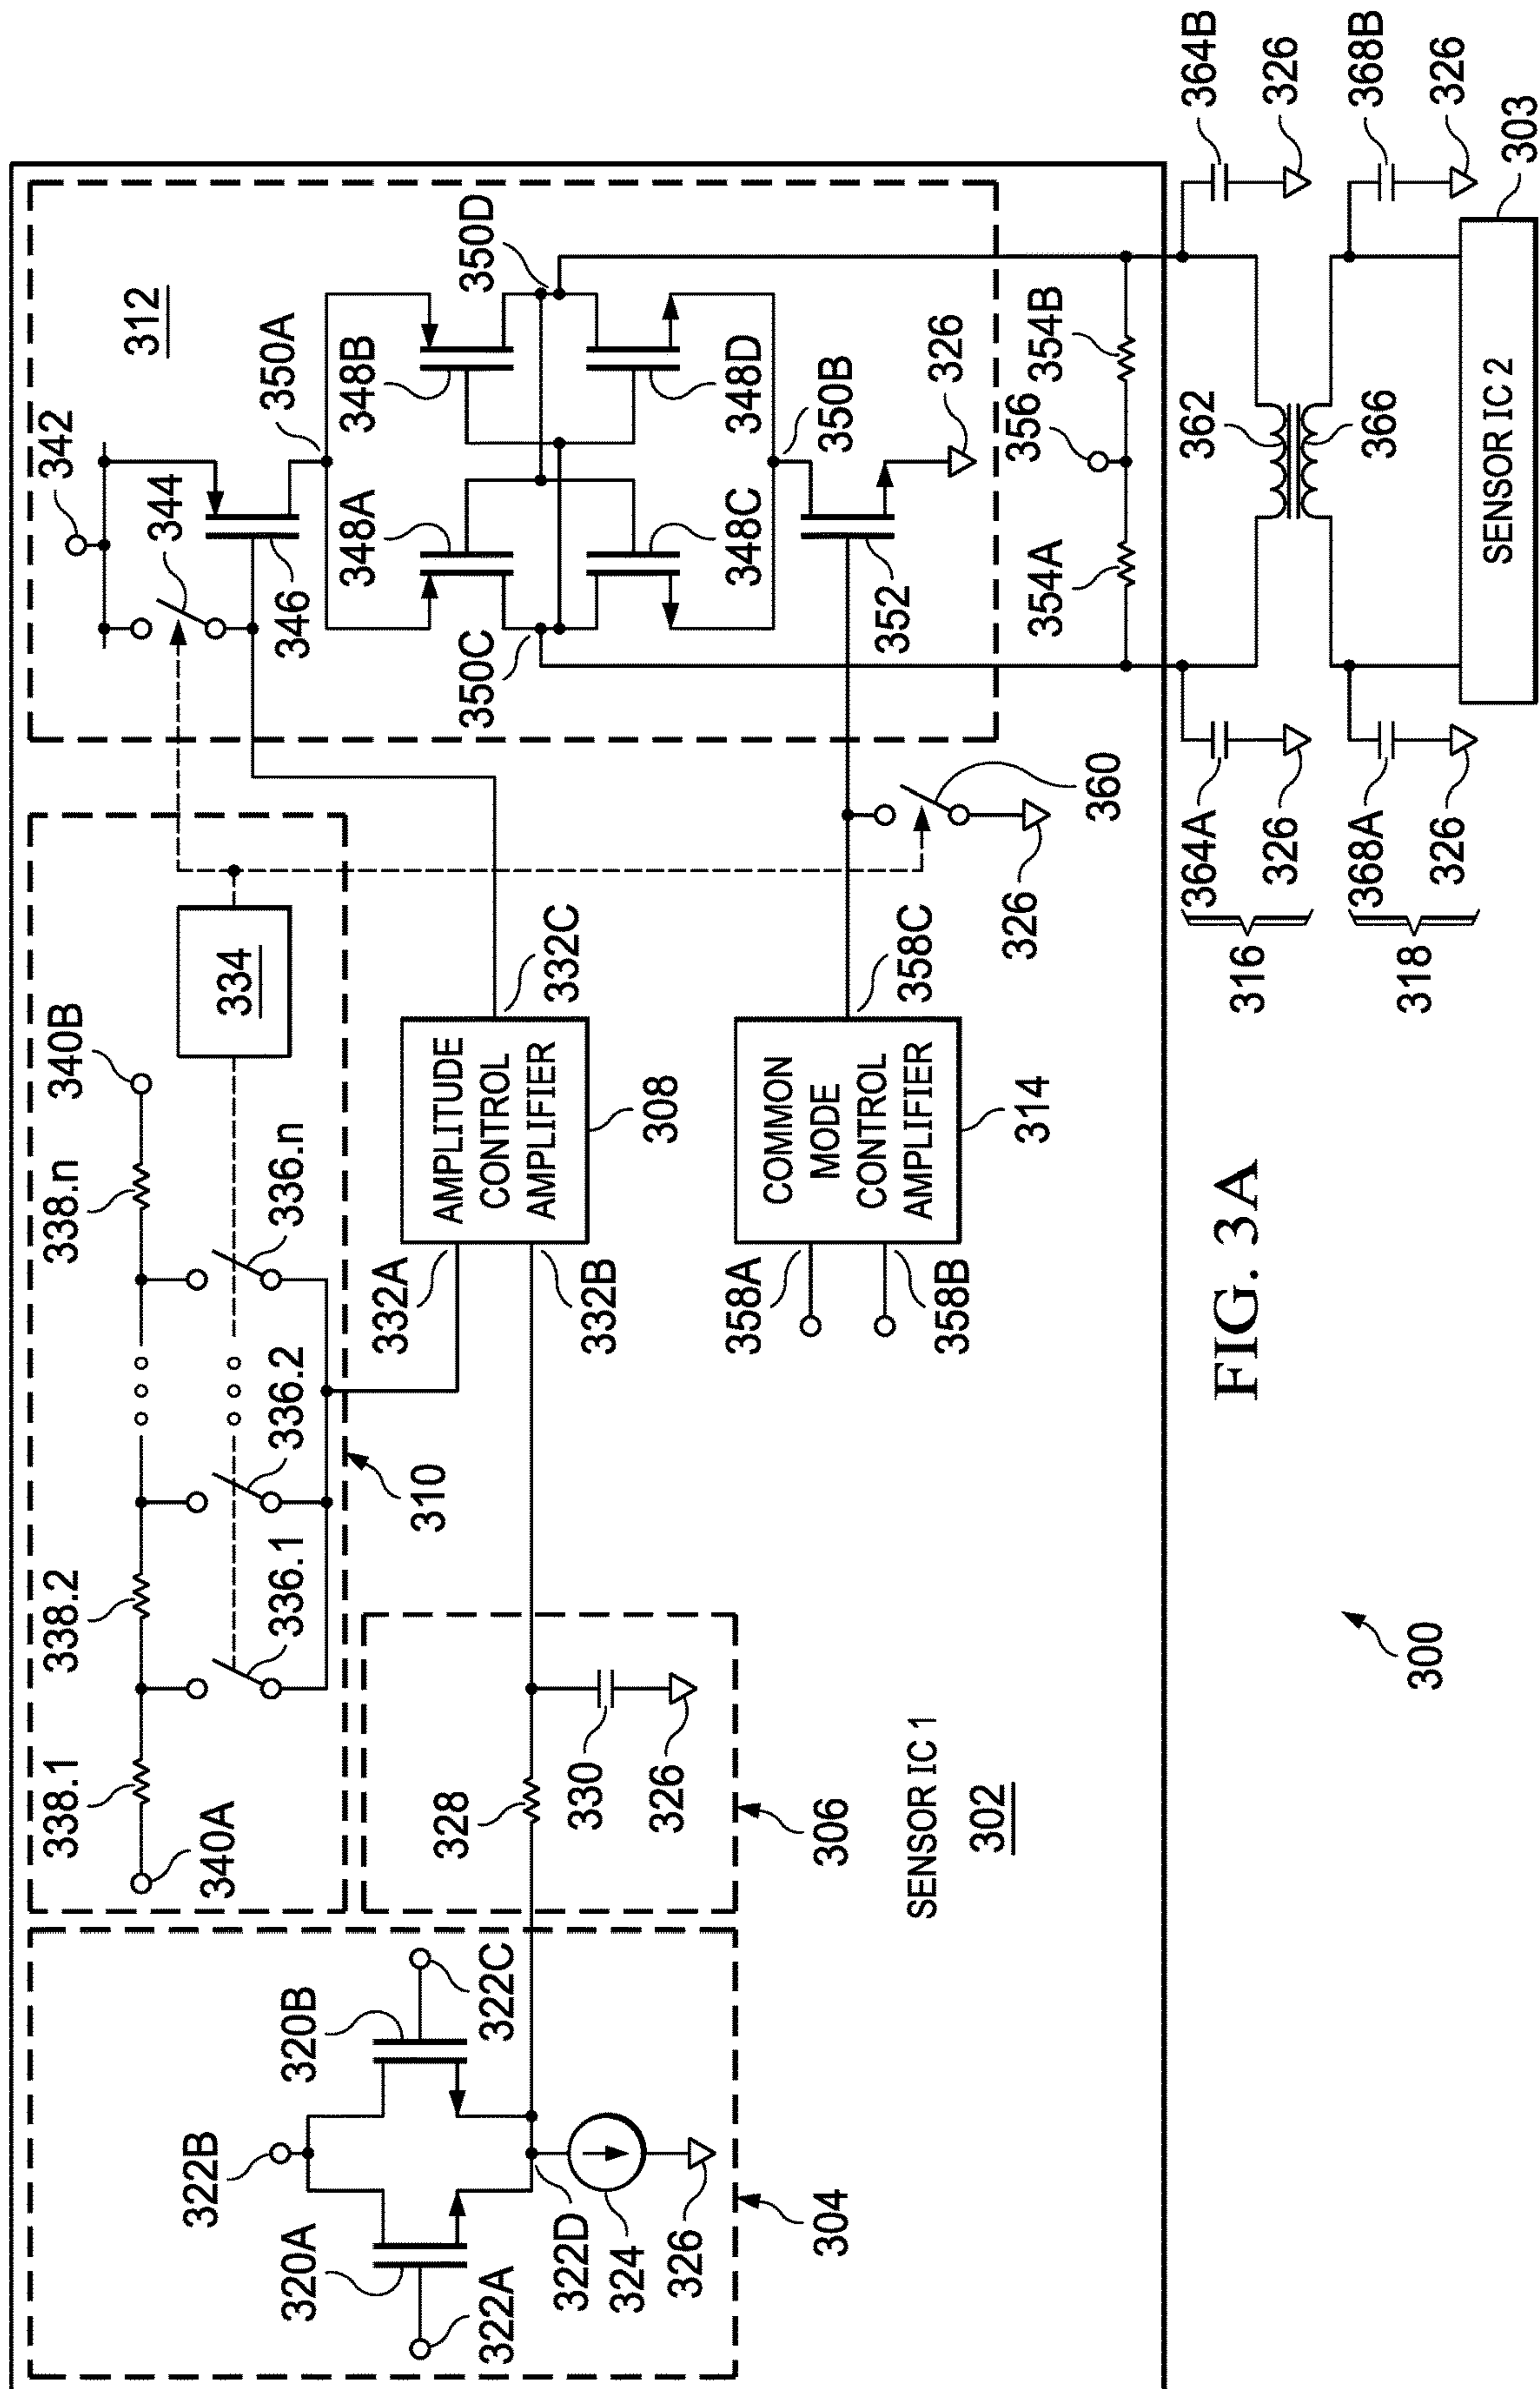 340A
338.1
338.2
338.n
340B
336.1
336.2
336.n
334
310
342
344
346
312
350A
348A
348B
350C
350D
348C
348D
350B
352
326
322B
320A
320B
322A
322C
322D
324
326
304
328
330
326
306
332A
332B
AMPLITUDE
CONTROL
AMPLIFIER
332C
308
358A
358B
COMMON
MODE
CONTROL
AMPLIFIER
358C
314
360
326
354A
356
354B
SENSOR IC 1
302
364A
326
316
362
364B
326
368A
326
318
366
368B
326
SENSOR IC 2
303
300
FIG. 3A